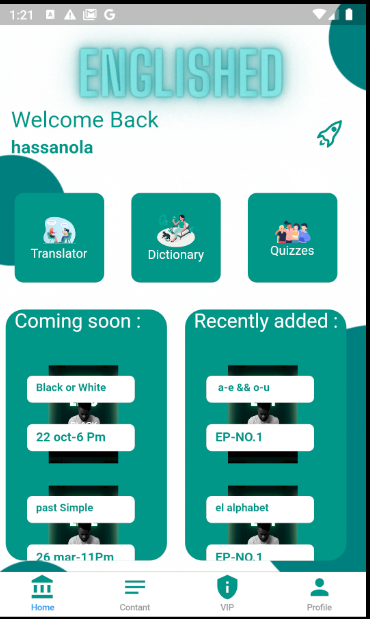 1:21
ENGLISHED
Welcome Back
hassanola
Translator
Dictionary
Quizzes
Coming soon :
Recently added :
Black or White
a-e && o-u
22 oct-6 Pm
EP-NO.1
past Simple
el alphabet
26 mar-11Pm
EP-NO.1
Home
Contant
VIP
Profile